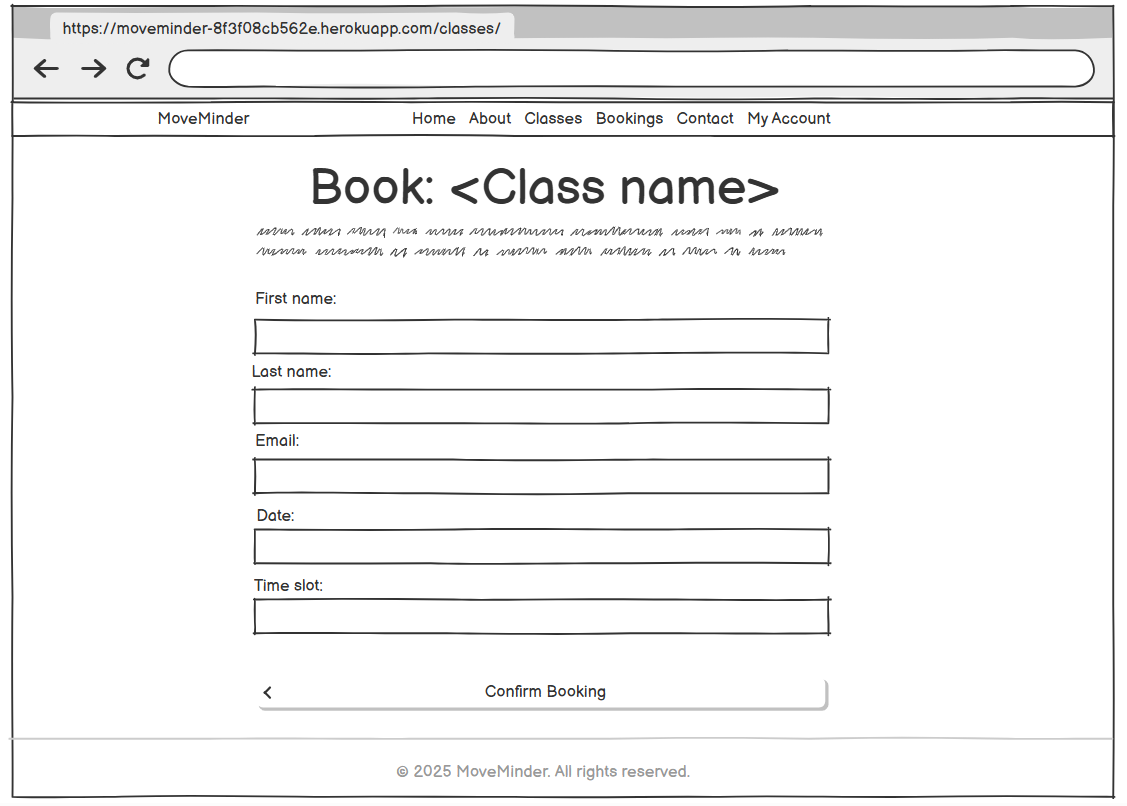 https://moveminder-8f3f08cb562e.herokuapp.com/classes/
MoveMinder Home About Classes Bookings Contact My Account
Book: <Class name>
First name:
Last name:
Email:
Date:
Time slot:
Confirm Booking
© 2025 MoveMinder. All rights reserved.